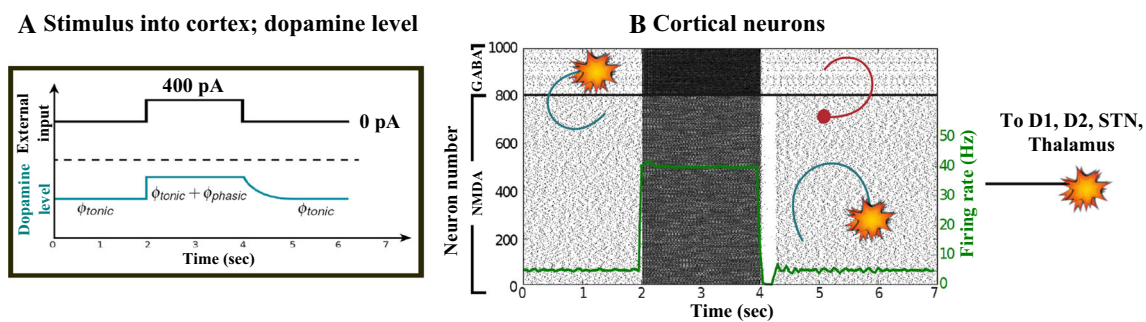 A Stimulus into cortex; dopamine level
External
input
400 pA
0 pA
Dopamine
level
ϕtonic
ϕtonic + ϕphasic
ϕtonic
0 1 2 3 4 5 6 7
Time (sec)
B Cortical neurons
Neuron number
NMDA
GABA
1000
800
600
400
200
0
0 1 2 3 4 5 6 7
Time (sec)
50
40
30
20
10
0
Firing rate (Hz)
To D1, D2, STN,
Thalamus